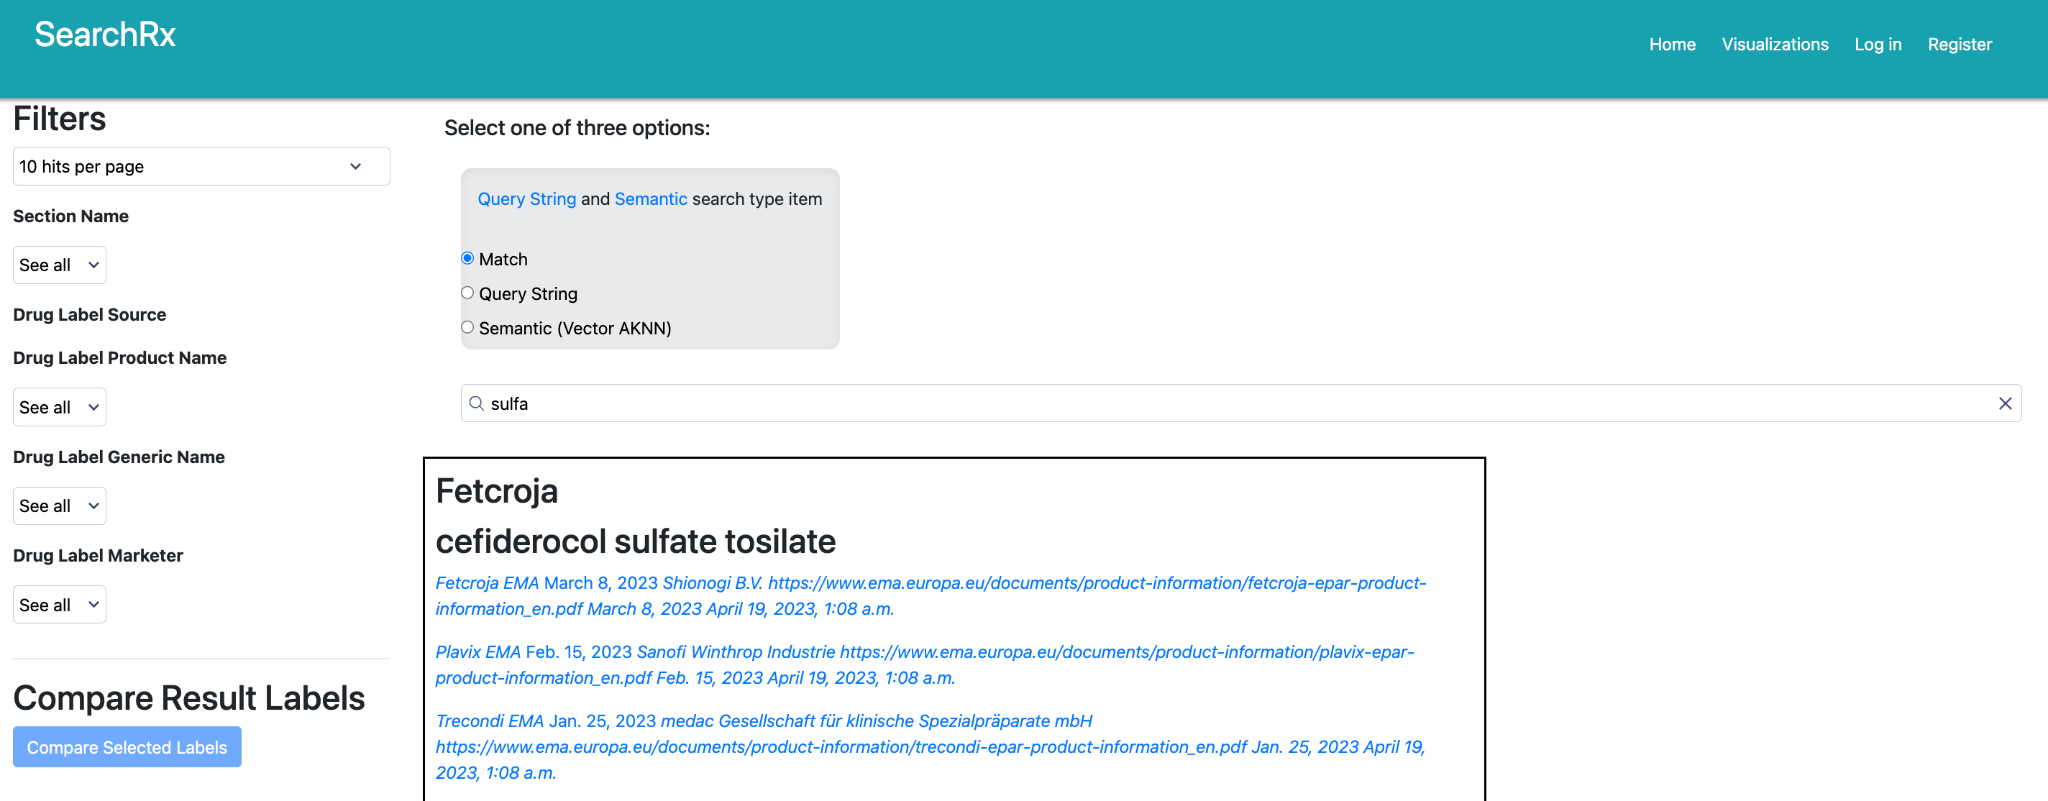 SearchRx
Home
Visualizations
Log in
Register
Filters
10 hits per page
Section Name
See all
Drug Label Source
Drug Label Product Name
See all
Drug Label Generic Name
See all
Drug Label Marketer
See all
Compare Result Labels
Compare Selected Labels
Select one of three options:
Query String and Semantic search type item
Match
Query String
Semantic (Vector AKNN)
sulfa
Fetcroja
cefiderocol sulfate tosilate
Fetcroja EMA March 8, 2023 Shionogi B.V. https://www.ema.europa.eu/documents/product-information/fetcroja-epar-product-
information_en.pdf March 8, 2023 April 19, 2023, 1:08 a.m.
Plavix EMA Feb. 15, 2023 Sanofi Winthrop Industrie https://www.ema.europa.eu/documents/product-information/plavix-epar-
product-information_en.pdf Feb. 15, 2023 April 19, 2023, 1:08 a.m.
Trecondi EMA Jan. 25, 2023 medac Gesellschaft für klinische Spezialpräparate mbH
https://www.ema.europa.eu/documents/product-information/trecondi-epar-product-information_en.pdf Jan. 25, 2023 April 19,
2023, 1:08 a.m.